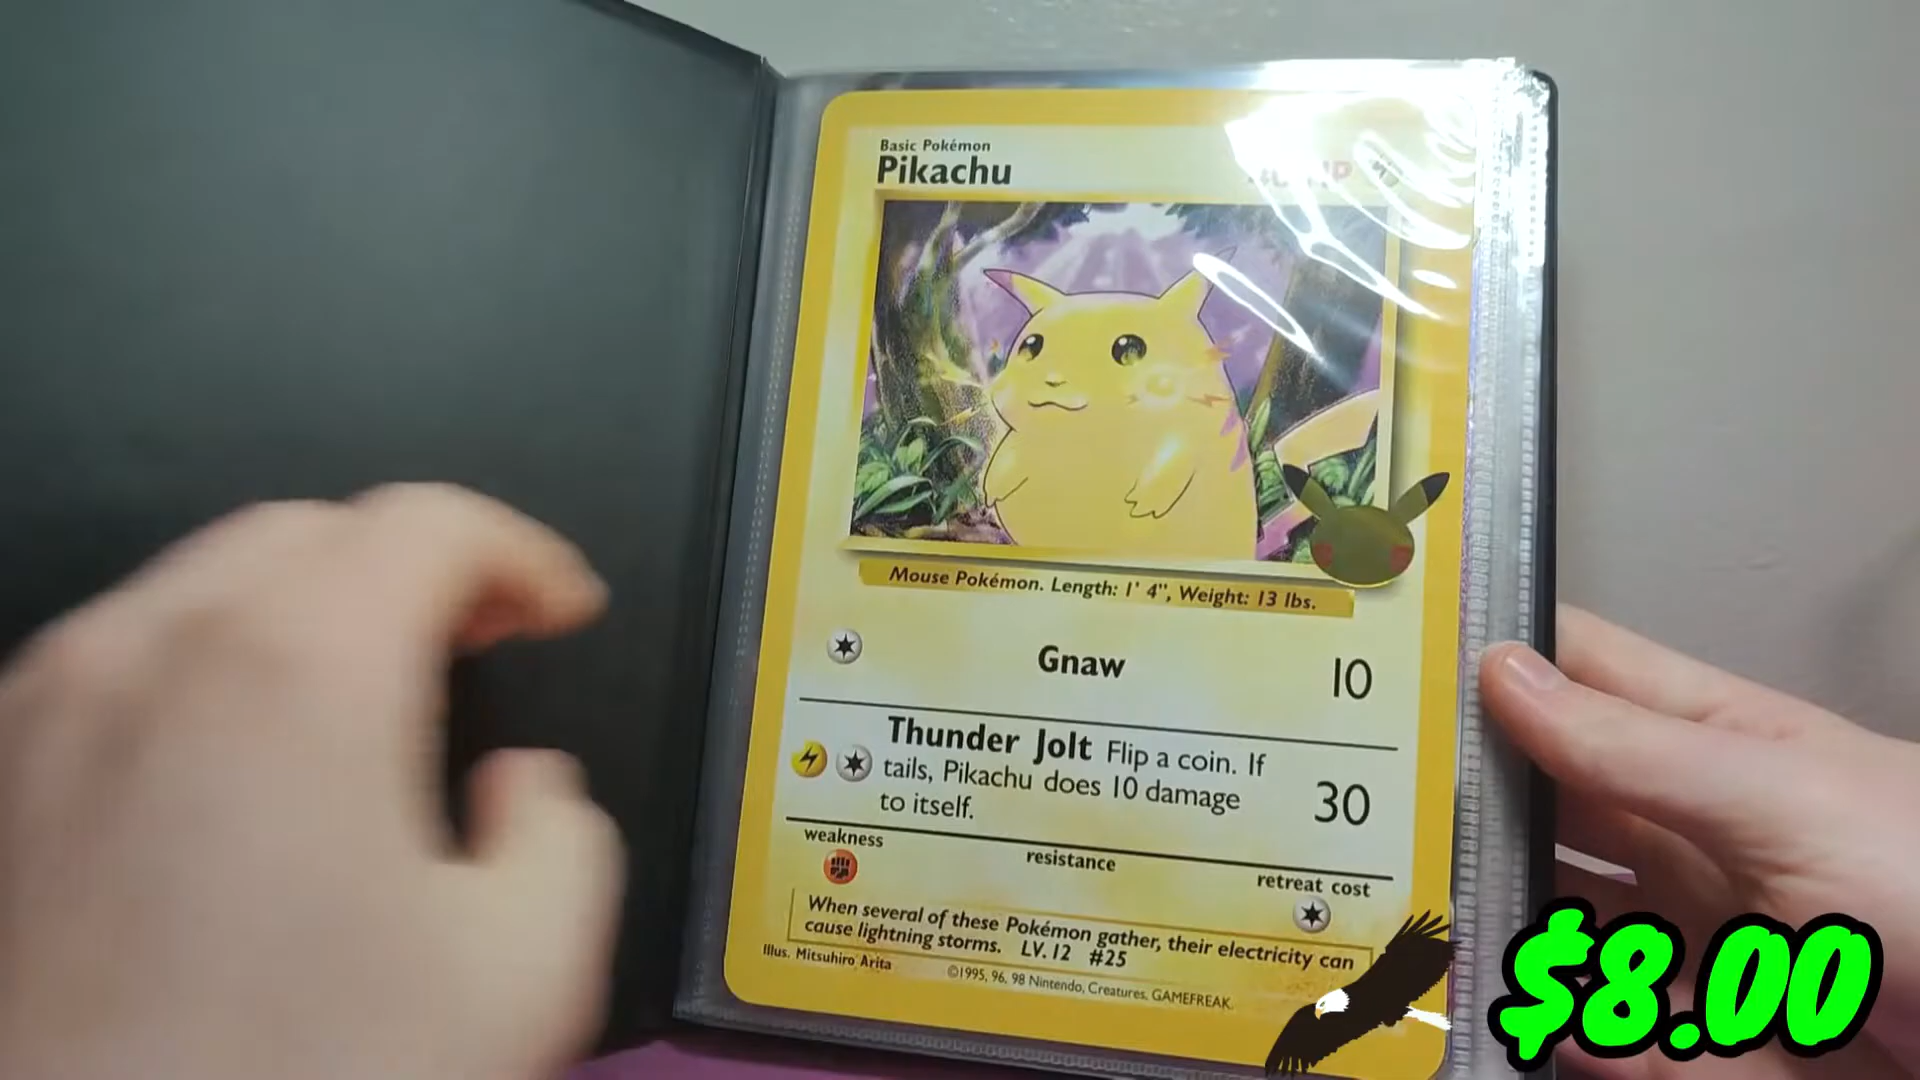 Basic Pokémon
Pikachu
Mouse Pokémon. Length: 1' 4", Weight: 13 lbs.
Gnaw 10
Thunder Jolt Flip a coin. If
tails, Pikachu does 10 damage
to itself.
30
weakness
resistance
retreat cost
When several of these Pokémon gather, their electricity can
cause lightning storms. LV. 12 #25
Illus. Mitsuhiro Arita
©1995, 96, 98 Nintendo, Creatures, GAMEFREAK.
$8.00